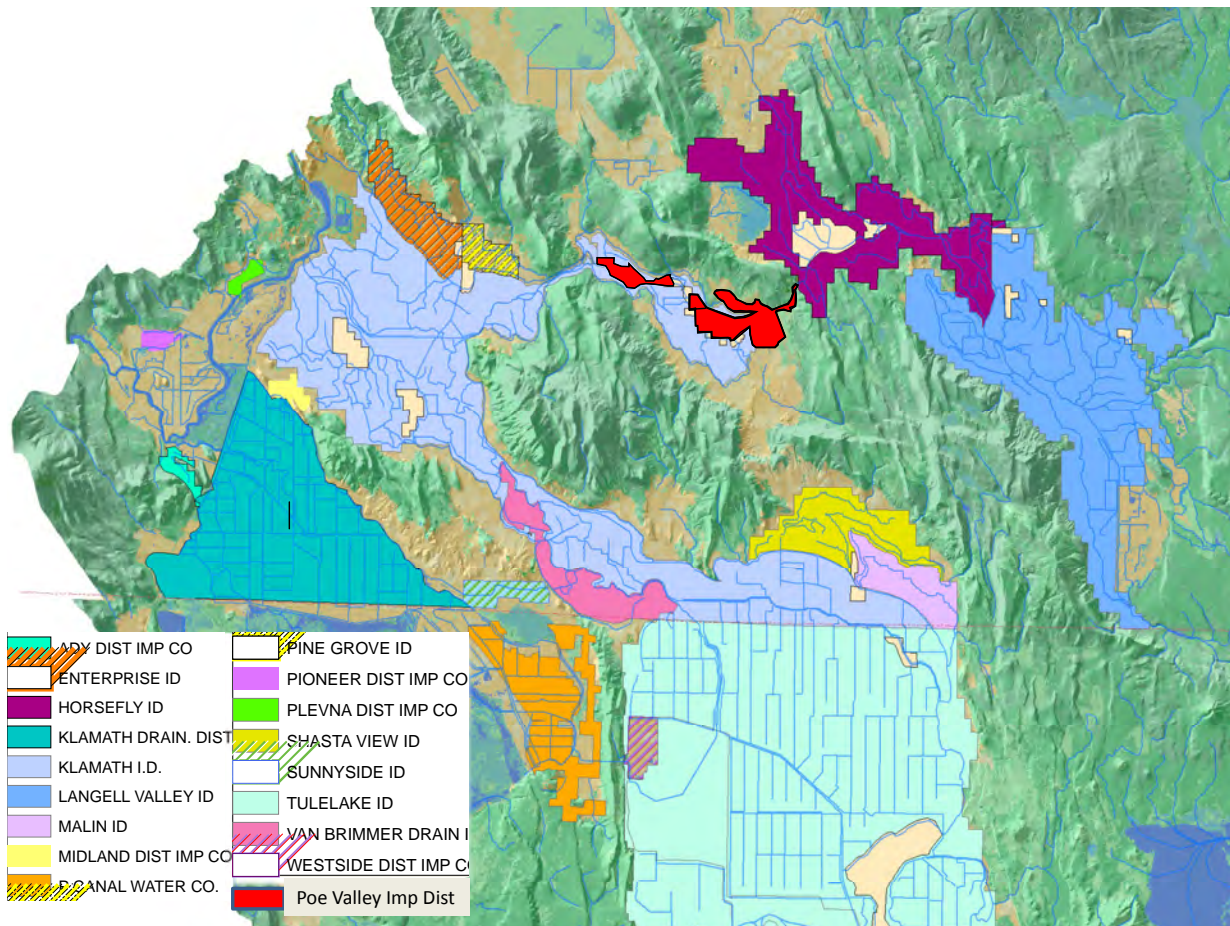 ADY DIST IMP CO
ENTERPRISE ID
HORSEFLY ID
KLAMATH DRAIN. DIST
KLAMATH I.D.
LANGELL VALLEY ID
MALIN ID
MIDLAND DIST IMP CO
P CANAL WATER CO.
PINE GROVE ID
PIONEER DIST IMP CO
PLEVNA DIST IMP CO
SHASTA VIEW ID
SUNNYSIDE ID
TULELAKE ID
VAN BRIMMER DRAIN I
WESTSIDE DIST IMP CO
Poe Valley Imp Dist